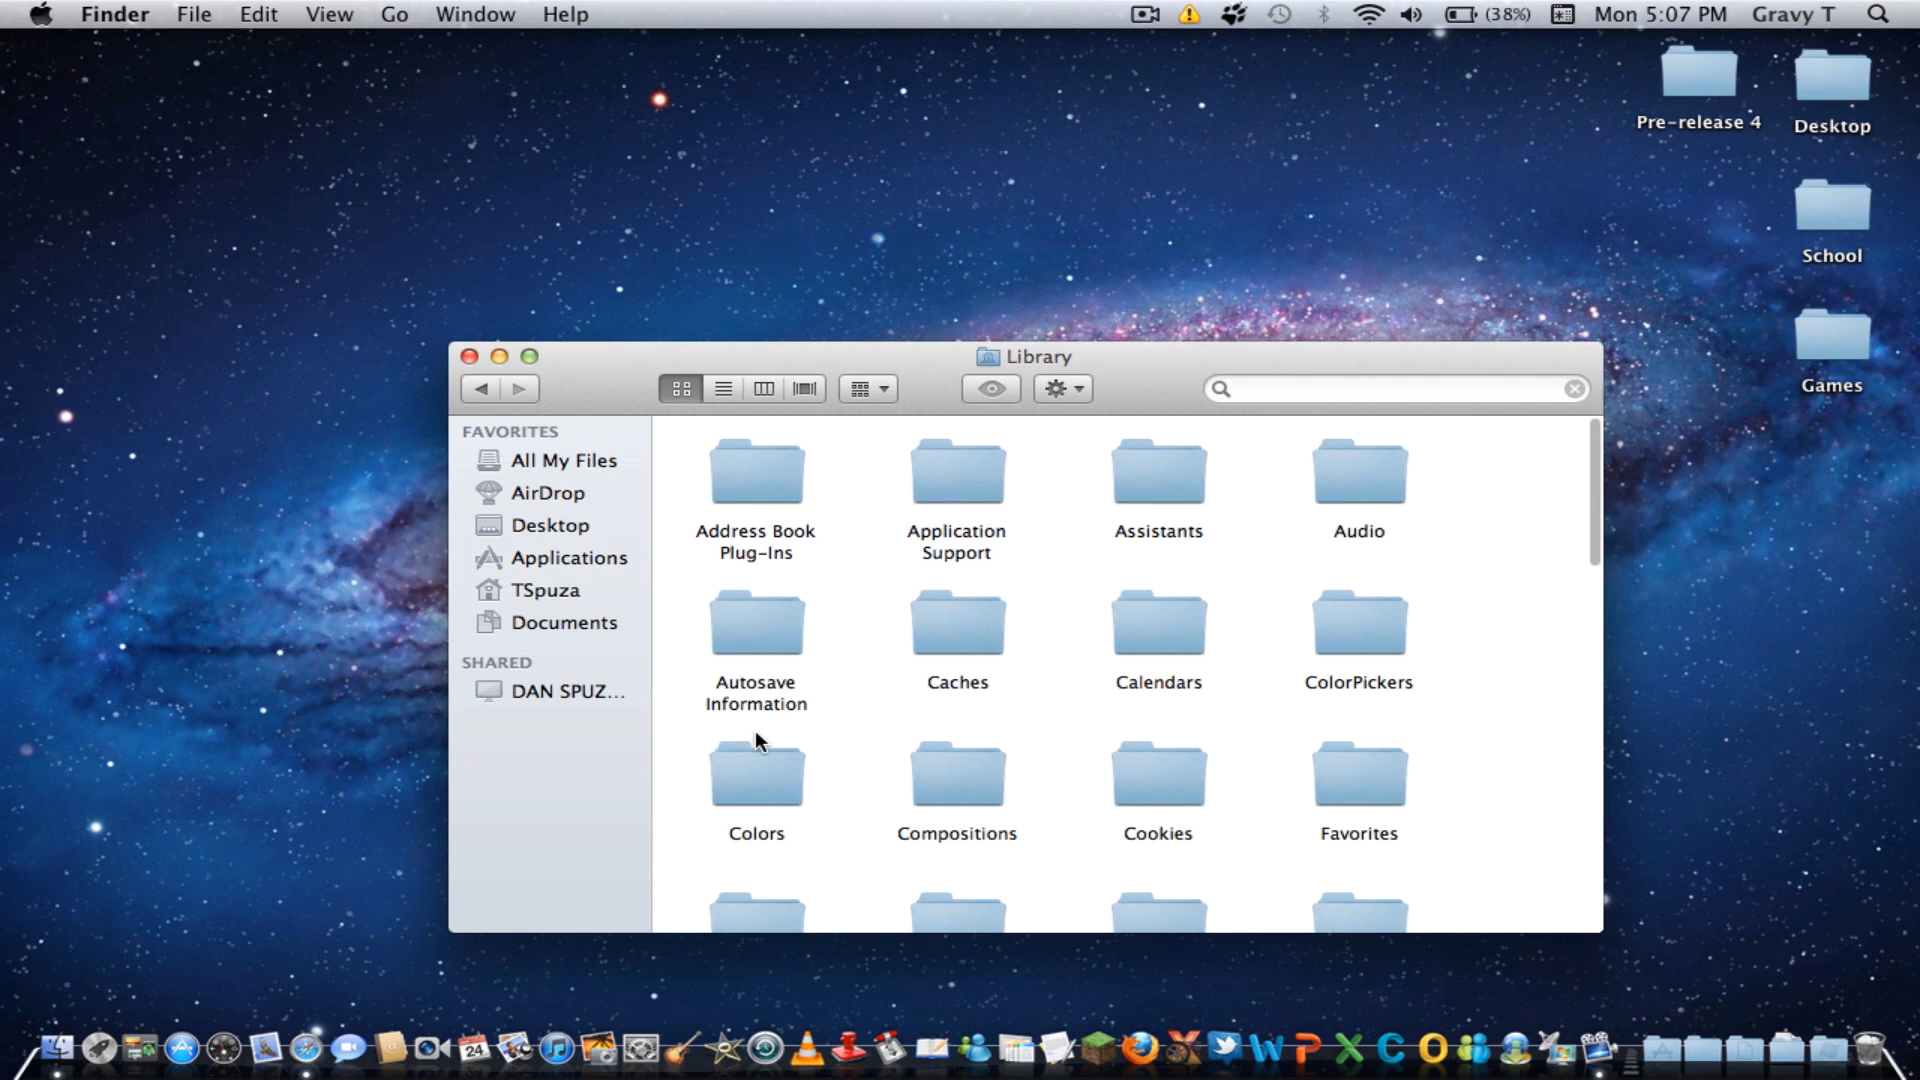 Finder File Edit View Go Window Help (38%) Mon 5:07 PM Gravy T
Pre-release 4 Desktop
School
Games
Library
FAVORITES
All My Files
AirDrop
Desktop
Applications
TSpuza
Documents
SHARED
DAN SPUZ...
Address Book Plug-Ins
Application Support
Assistants
Audio
Autosave Information
Caches
Calendars
ColorPickers
Colors
Compositions
Cookies
Favorites
24